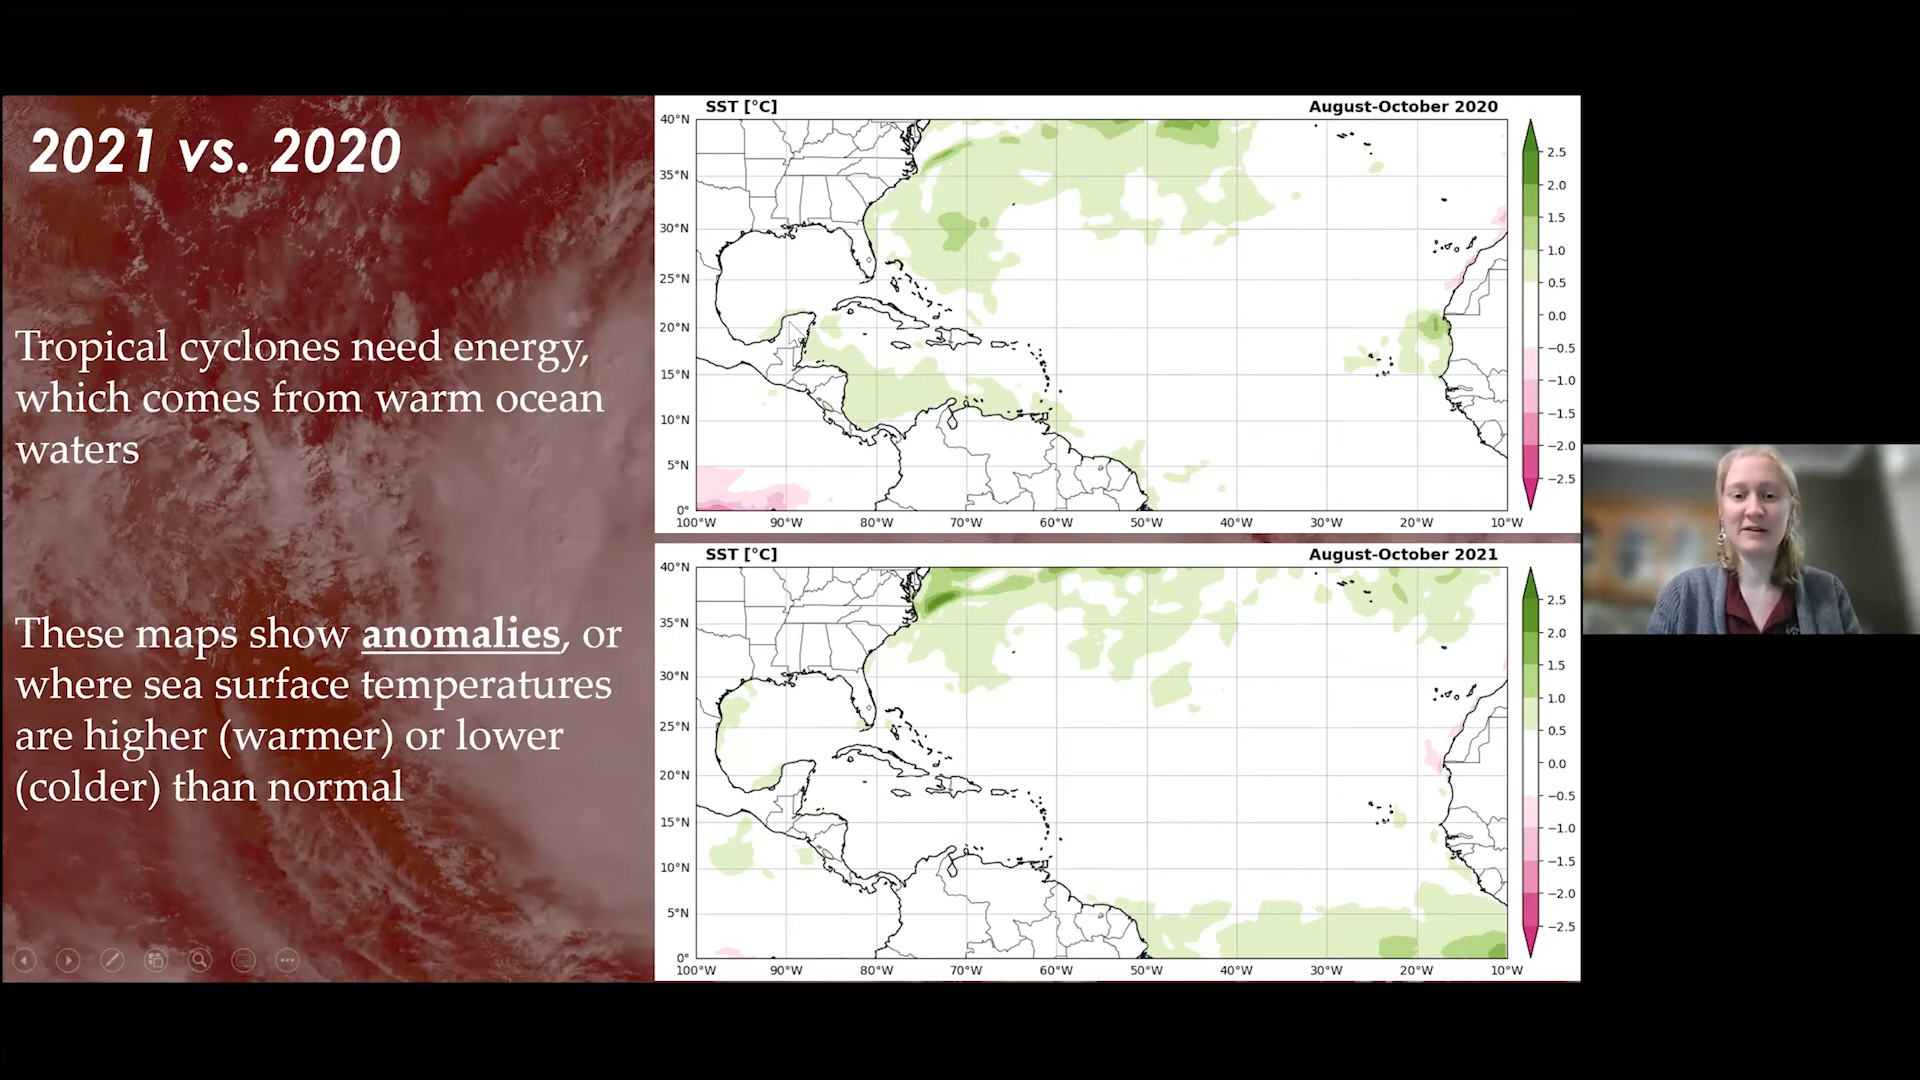 2021 vs. 2020
Tropical cyclones need energy,
which comes from warm ocean
waters
These maps show anomalies, or
where sea surface temperatures
are higher (warmer) or lower
(colder) than normal
SST [°C]
August-October 2020
40°N
35°N
30°N
25°N
20°N
15°N
10°N
5°N
0°
100°W 90°W 80°W 70°W 60°W 50°W 40°W 30°W 20°W 10°W
2.5
2.0
1.5
1.0
0.5
0.0
−0.5
−1.0
−1.5
−2.0
−2.5
SST [°C]
August-October 2021
40°N
35°N
30°N
25°N
20°N
15°N
10°N
5°N
0°
100°W 90°W 80°W 70°W 60°W 50°W 40°W 30°W 20°W 10°W
2.5
2.0
1.5
1.0
0.5
0.0
−0.5
−1.0
−1.5
−2.0
−2.5